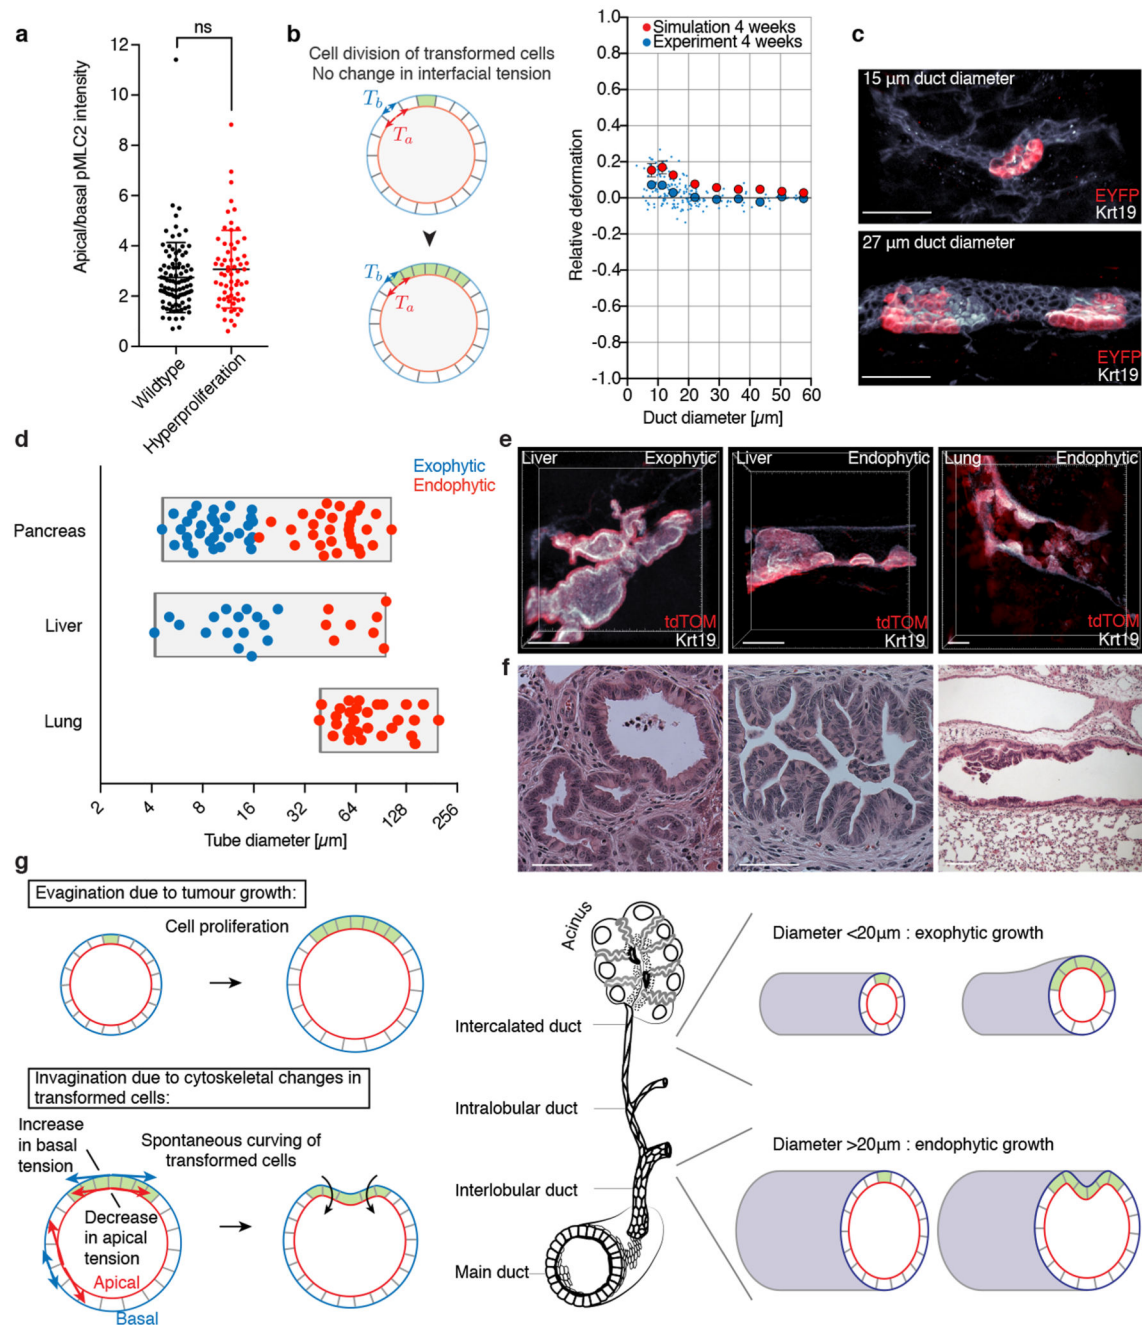 a
ns
12
10
8
6
4
2
0
Apical/basal pMLC2 intensity
Wildtype
Hyperproliferation
b
Cell division of transformed cells
No change in interfacial tension
Tb
Ta
Tb
Ta
1.0
0.8
0.6
0.4
0.2
0.0
-0.2
-0.4
-0.6
-0.8
-1.0
Relative deformation
Simulation 4 weeks
Experiment 4 weeks
0 10 20 30 40 50 60
Duct diameter [µm]
c
15 µm duct diameter
EYFP
Krt19
27 µm duct diameter
EYFP
Krt19
d
Exophytic
Endophytic
Pancreas
Liver
Lung
2 4 8 16 32 64 128 256
Tube diameter [µm]
e
Liver Exophytic
tdTOM
Krt19
Liver Endophytic
tdTOM
Krt19
Lung Endophytic
tdTOM
Krt19
f
g
Evagination due to tumour growth:
Cell proliferation
Invagination due to cytoskeletal changes in
transformed cells:
Increase
in basal
tension
Spontaneous curving of
transformed cells
Decrease
in apical
tension
Apical
Basal
Acinus
Intercalated duct
Intralobular duct
Interlobular duct
Main duct
Diameter <20µm : exophytic growth
Diameter >20µm : endophytic growth